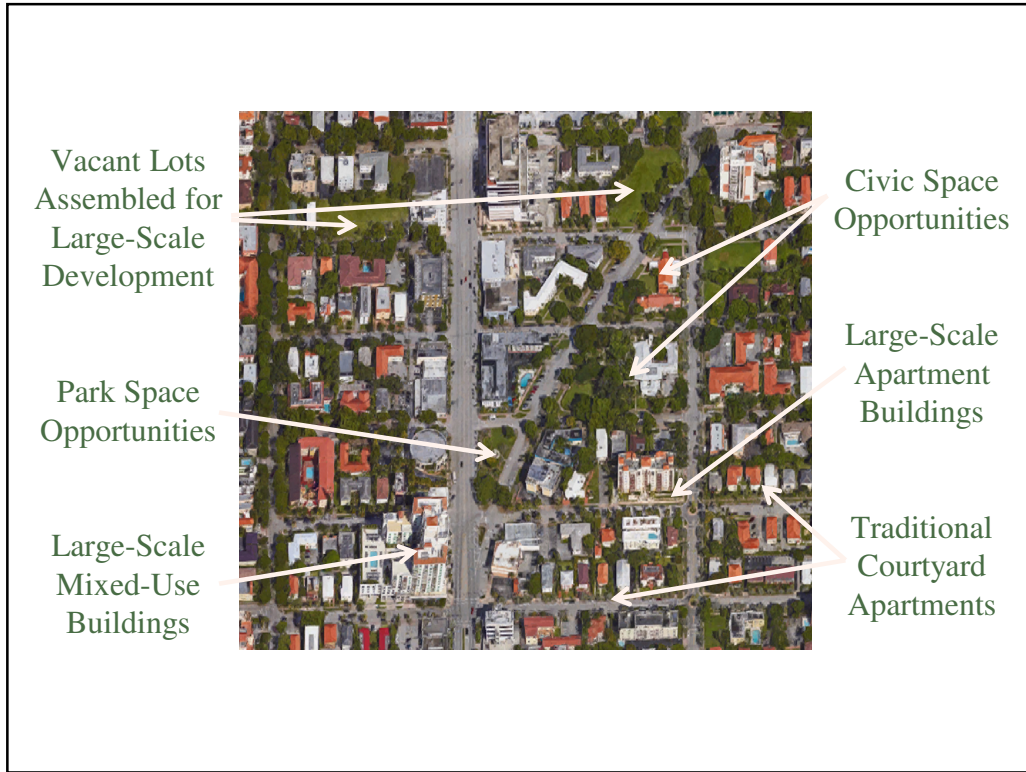 Vacant Lots
Assembled for
Large-Scale
Development
Park Space
Opportunities
Large-Scale
Mixed-Use
Buildings
Civic Space
Opportunities
Large-Scale
Apartment
Buildings
Traditional
Courtyard
Apartments